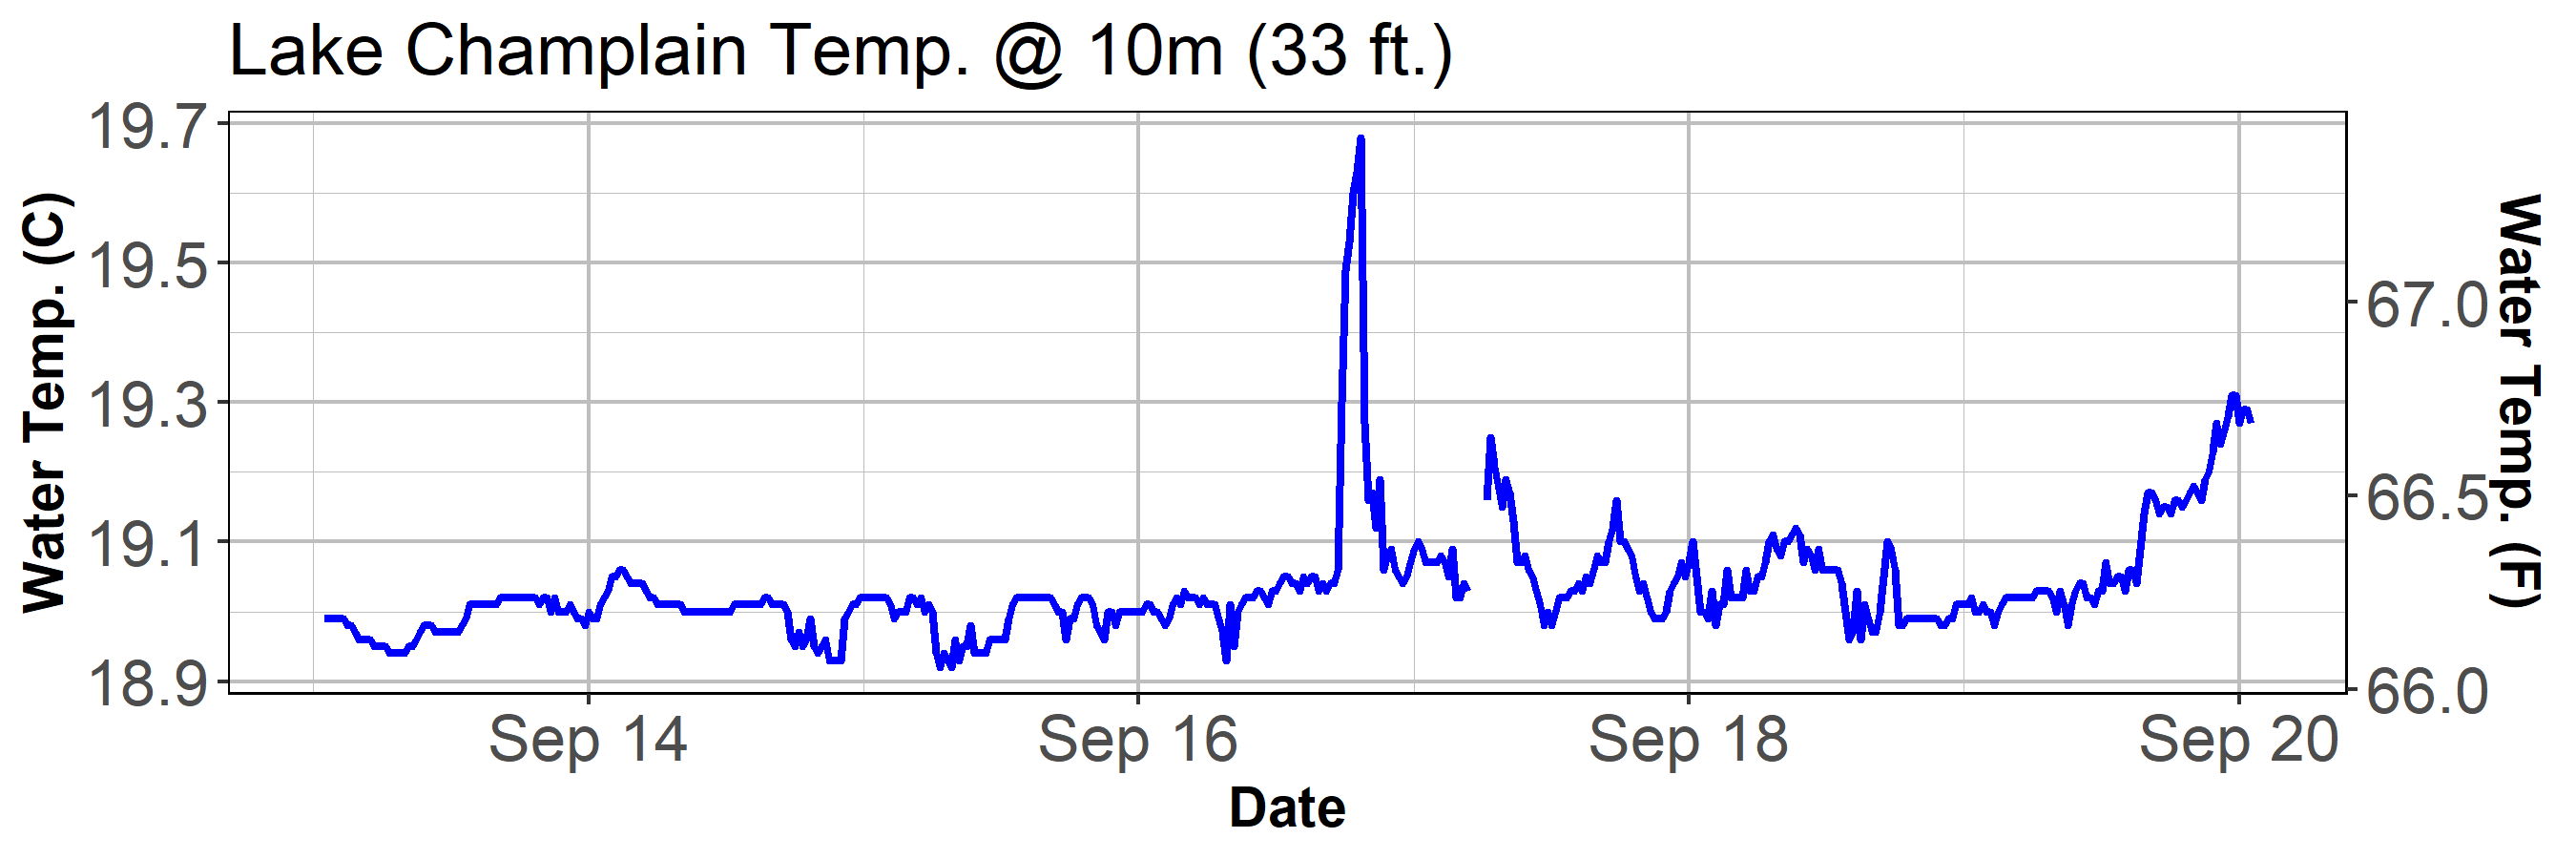 Lake Champlain Temp. @ 10m (33 ft.)
Water Temp. (C)
19.7
19.5
19.3
19.1
18.9
67.0
66.5
66.0
Water Temp. (F)
Sep 14
Sep 16
Sep 18
Sep 20
Date